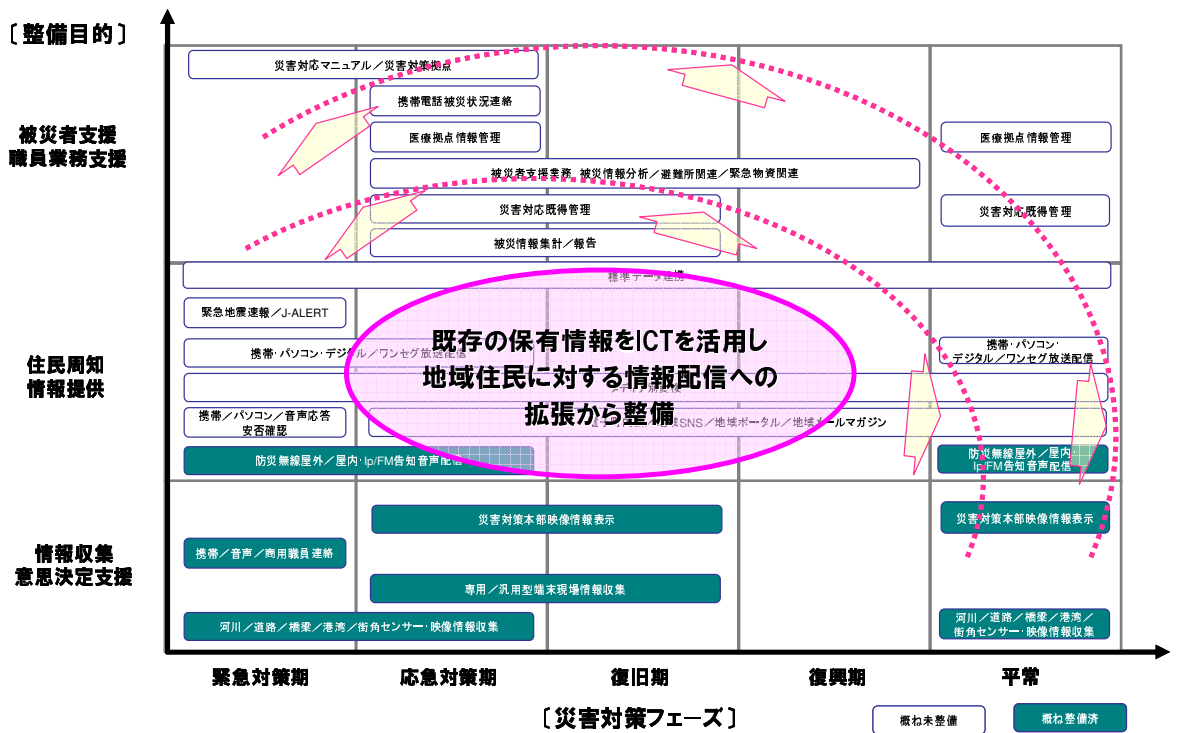 〔整備目的〕
災害対応マニュアル／災害対策拠点
携帯電話被災状況連絡
被災者支援
職員業務支援
医療拠点情報管理
医療拠点情報管理
被災者支援業務 被災情報分析／避難所関連／緊急物資関連
災害対応既得管理
災害対応既得管理
被災情報集計／報告
標準データ連携
緊急地震速報／J-ALERT
既存の保有情報をICTを活用し
地域住民に対する情報配信への
拡張から整備
住民周知
情報提供
携帯・パソコン・デジタル／ワンセグ放送配信
携帯・パソコン・
デジタル／ワンセグ放送配信
携帯／パソコン／音声応答
安否確認
SNS／地域ポータル／地域メールマガジン
防災無線屋外／屋内・Ip/FM告知音声配信
防災無線屋外／屋内・
Ip/FM告知音声配信
情報収集
意思決定支援
災害対策本部映像情報表示
災害対策本部映像情報表示
携帯／音声／商用職員連絡
専用／汎用型端末現場情報収集
河川／道路／橋梁／港湾／街角センサー・映像情報収集
河川／道路／橋梁／港湾／
街角センサー・映像情報収集
緊急対策期
応急対策期
復旧期
復興期
平常
〔災害対策フェーズ〕
概ね未整備
概ね整備済